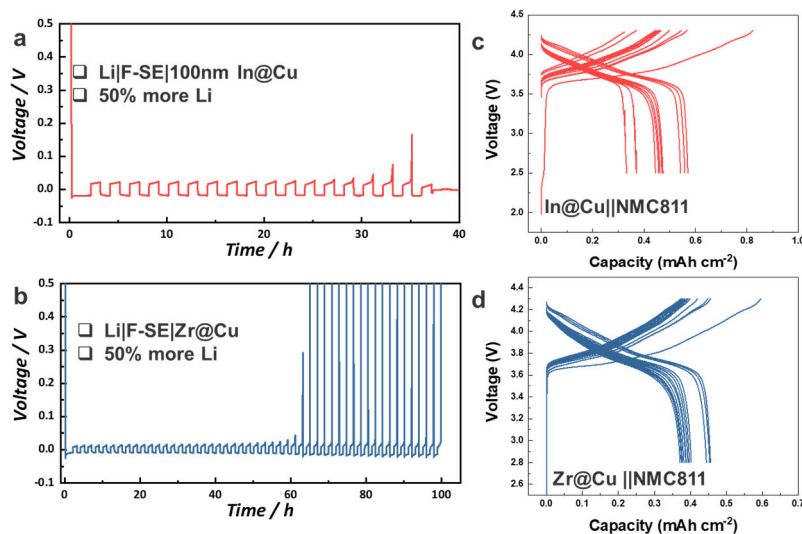 a
Li|F-SE|100nm In@Cu
50% more Li
Voltage / V
0.5
0.4
0.3
0.2
0.1
0.0
-0.1
0 10 20 30 40
Time / h
b
Li|F-SE|Zr@Cu
50% more Li
Voltage / V
0.5
0.4
0.3
0.2
0.1
0.0
-0.1
0 20 40 60 80 100
Time / h
c
Voltage (V)
4.5
4.0
3.5
3.0
2.5
2.0
In@Cu||NMC811
0.0 0.2 0.4 0.6 0.8 1.0
Capacity (mAh cm-2)
d
Voltage (V)
4.4
4.2
4.0
3.8
3.6
3.4
3.2
3.0
2.8
2.6
Zr@Cu ||NMC811
0.0 0.1 0.2 0.3 0.4 0.5 0.6 0.7
Capacity (mAh cm-2)